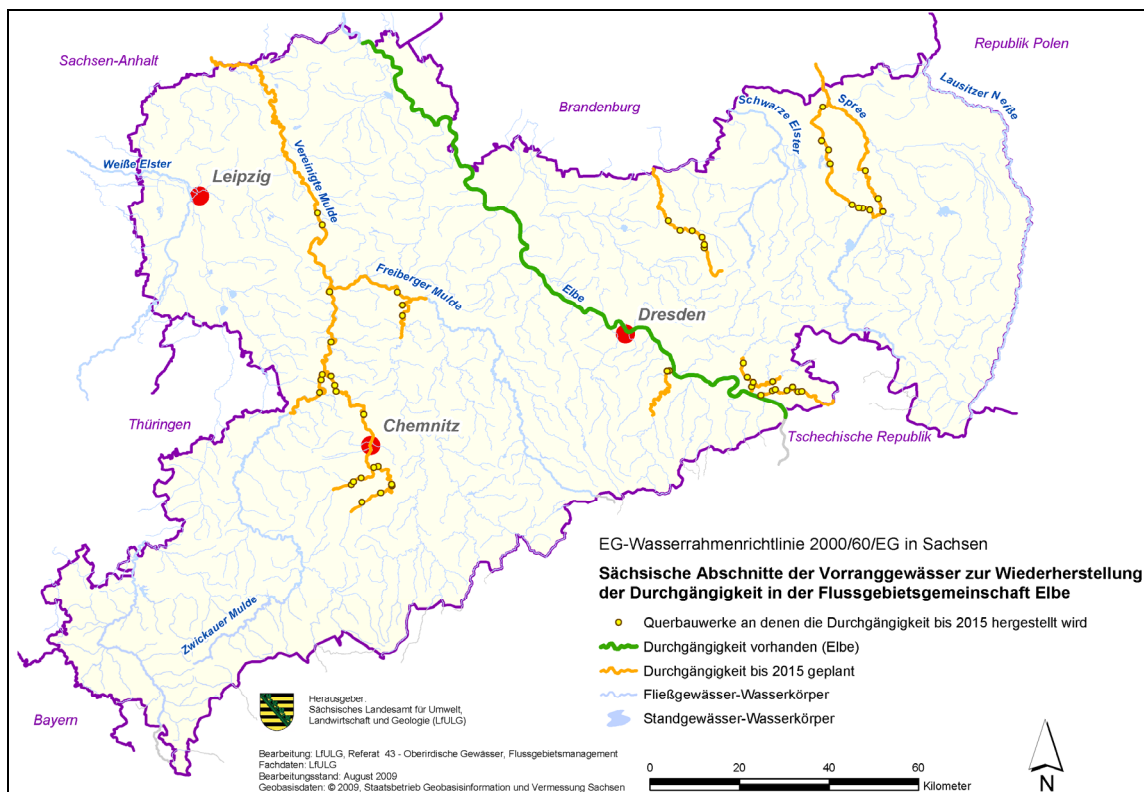 Republik Polen
Sachsen-Anhalt
Lausitzer Neiße
Brandenburg
Schwarze Elster
Spree
Vereinigte Mulde
Weiße Elster
Leipzig
Freiberger Mulde
Elbe
Dresden
Thüringen
Chemnitz
Tschechische Republik
Zwickauer Mulde
Bayern
EG-Wasserrahmenrichtlinie 2000/60/EG in Sachsen
Sächsische Abschnitte der Vorranggewässer zur Wiederherstellung
der Durchgängigkeit in der Flussgebietsgemeinschaft Elbe
Querbauwerke an denen die Durchgängigkeit bis 2015 hergestellt wird
Durchgängigkeit vorhanden (Elbe)
Durchgängigkeit bis 2015 geplant
Fließgewässer-Wasserkörper
Standgewässer-Wasserkörper
Herausgeber:
Sächsisches Landesamt für Umwelt,
Landwirtschaft und Geologie (LfULG)
Bearbeitung: LfULG, Referat 43 - Oberirdische Gewässer, Flussgebietsmanagement
Fachdaten: LfULG
Bearbeitungsstand: August 2009
Geobasisdaten: © 2009, Staatsbetrieb Geobasisinformation und Vermessung Sachsen
0 20 40 60
Kilometer
N